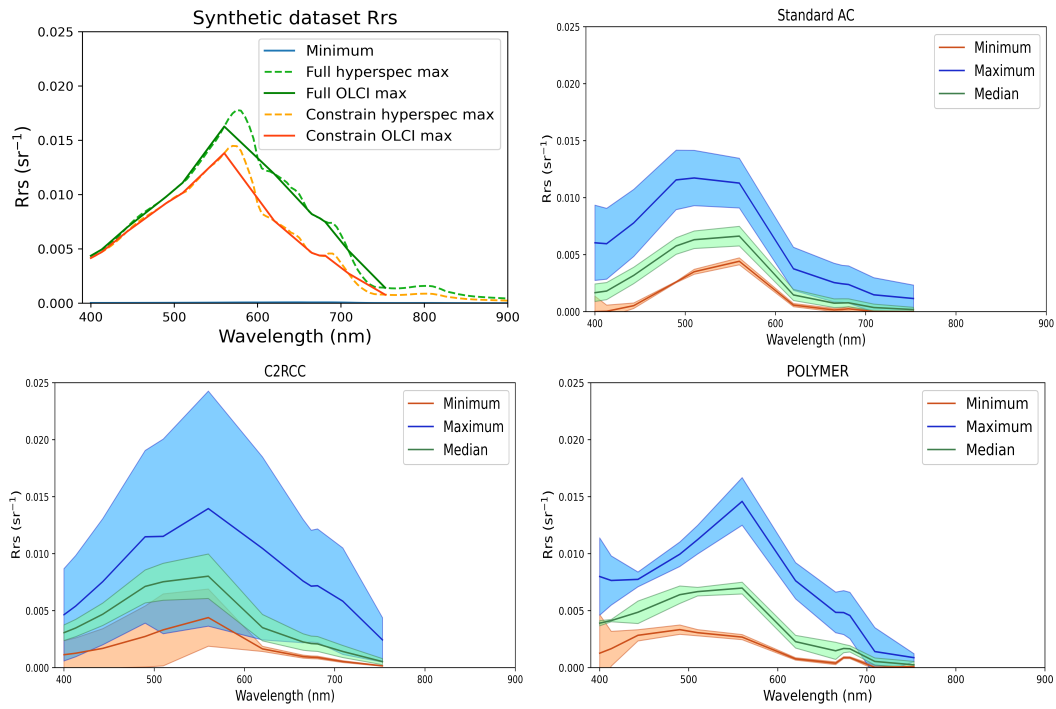 Synthetic dataset Rrs
Rrs (sr⁻¹)
0.025
0.020
0.015
0.010
0.005
0.000
400
500
600
700
800
900
Wavelength (nm)
Minimum
Full hyperspec max
Full OLCI max
Constrain hyperspec max
Constrain OLCI max
Standard AC
Rrs (sr⁻¹)
0.025
0.020
0.015
0.010
0.005
0.000
400
500
600
700
800
900
Wavelength (nm)
Minimum
Maximum
Median
C2RCC
Rrs (sr⁻¹)
0.025
0.020
0.015
0.010
0.005
0.000
400
500
600
700
800
900
Wavelength (nm)
Minimum
Maximum
Median
POLYMER
Rrs (sr⁻¹)
0.025
0.020
0.015
0.010
0.005
0.000
400
500
600
700
800
900
Wavelength (nm)
Minimum
Maximum
Median